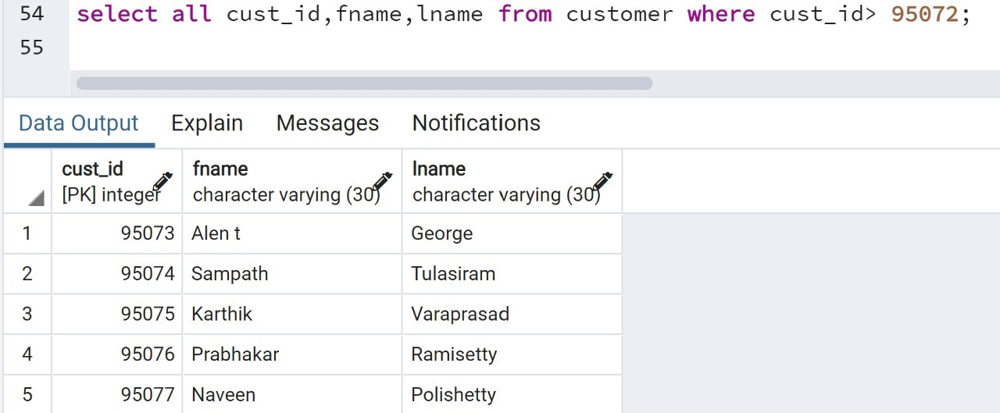 54 select all cust_id,fname,lname from customer where cust_id> 95072;
55
Data Output Explain Messages Notifications
cust_id fname lname
[PK] integer character varying (30) character varying (30)
1 95073 Alen t George
2 95074 Sampath Tulasiram
3 95075 Karthik Varaprasad
4 95076 Prabhakar Ramisetty
5 95077 Naveen Polishetty